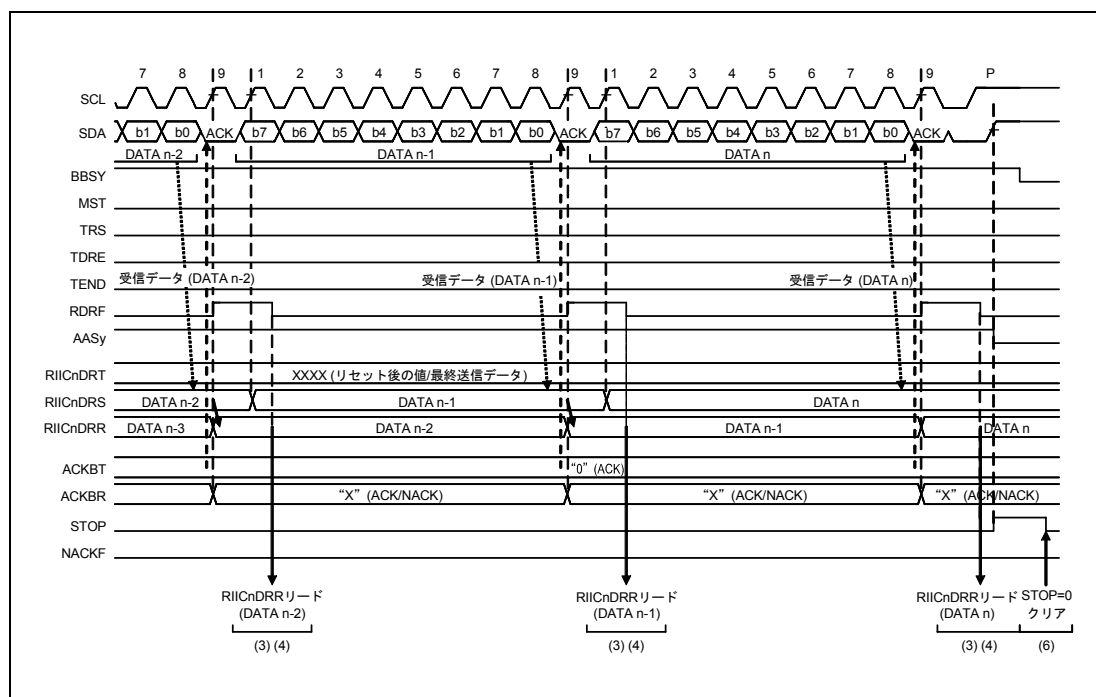 7 8 9 1 2 3 4 5 6 7 8 9 1 2 3 4 5 6 7 8 9 P
SCL
SDA b1 b0 ACK b7 b6 b5 b4 b3 b2 b1 b0 ACK b7 b6 b5 b4 b3 b2 b1 b0 ACK
DATA n-2 DATA n-1 DATA n
BBSY
MST
TRS
TDRE
TEND 受信データ (DATA n-2) 受信データ (DATA n-1) 受信データ (DATA n)
RDRF
AASy
RIICnDRT XXXX (リセット後の値/最終送信データ)
RIICnDRS DATA n-2 DATA n-1 DATA n
RIICnDRR DATA n-3 DATA n-2 DATA n-1 DATA n
ACKBT “0” (ACK)
ACKBR “X” (ACK/NACK) “X” (ACK/NACK) “X” (ACK/NACK)
STOP
NACKF
RIICnDRRリード RIICnDRRリード RIICnDRRリード STOP=0
(DATA n-2) (DATA n-1) (DATA n) クリア
(3) (4) (3) (4) (3) (4) (6)